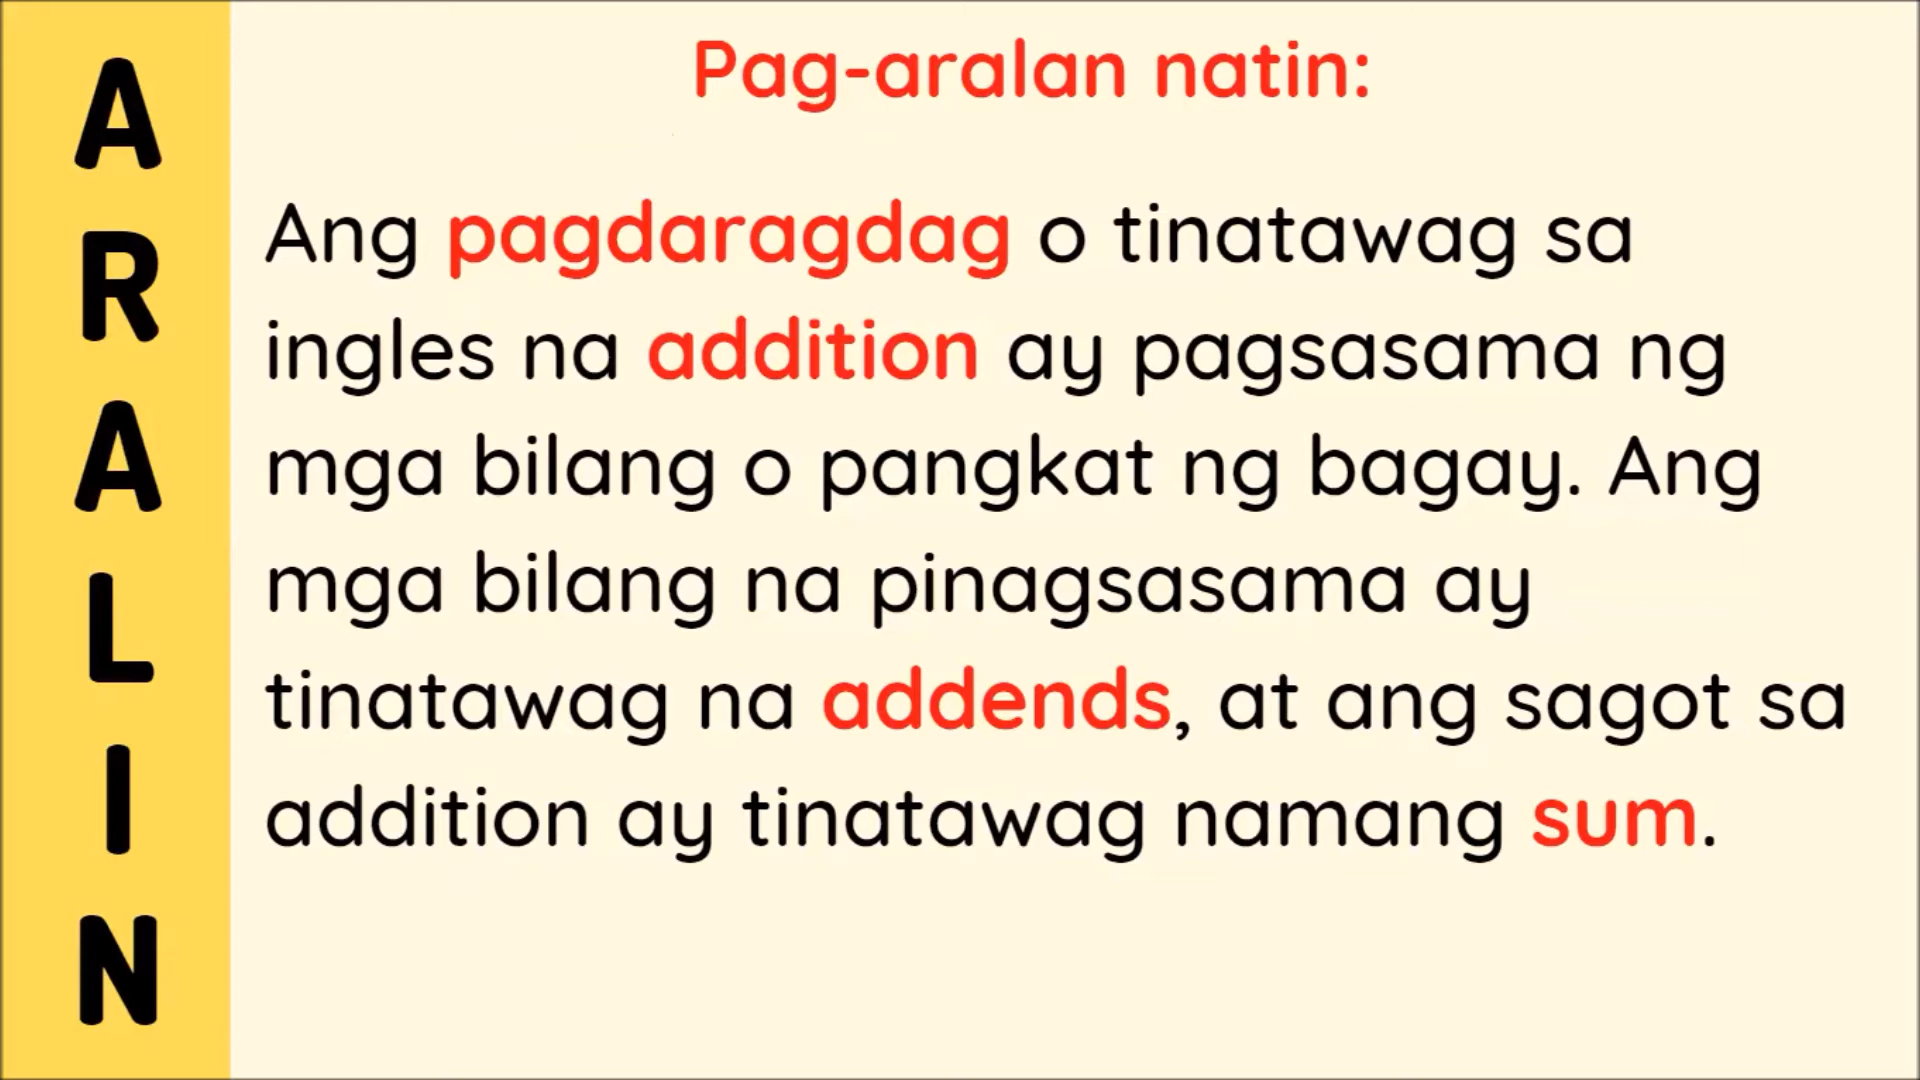 ARALIN
Pag-aralan natin:
Ang pagdaragdag o tinatawag sa
ingles na addition ay pagsasama ng
mga bilang o pangkat ng bagay. Ang
mga bilang na pinagsasama ay
tinatawag na addends, at ang sagot sa
addition ay tinatawag namang sum.